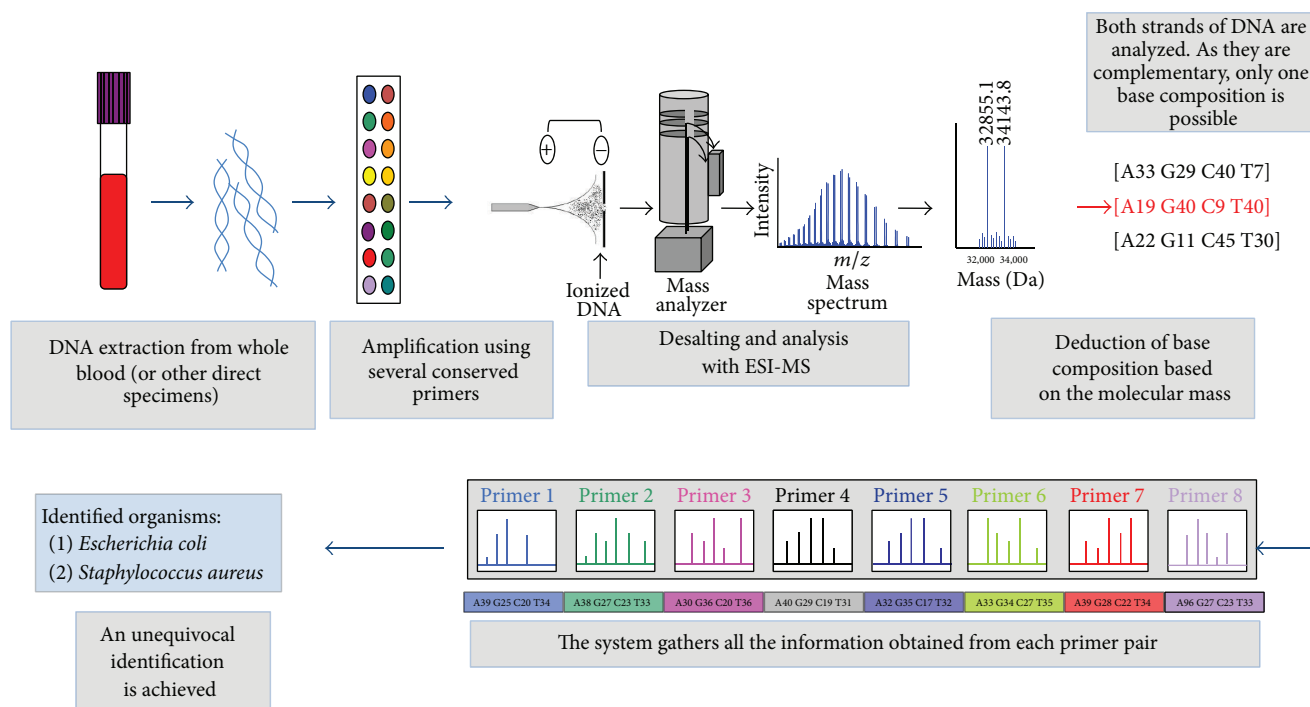 Both strands of DNA are
analyzed. As they are
complementary, only one
base composition is
possible
+
−
Ionized
DNA
Mass
analyzer
Intensity
m/z
Mass
spectrum
32855.1
34143.8
32,000 34,000
Mass (Da)
[A33 G29 C40 T7]
[A19 G40 C9 T40]
[A22 G11 C45 T30]
DNA extraction from whole
blood (or other direct
specimens)
Amplification using
several conserved
primers
Desalting and analysis
with ESI-MS
Deduction of base
composition based
on the molecular mass
Primer 1 Primer 2 Primer 3 Primer 4 Primer 5 Primer 6 Primer 7 Primer 8
A39 G25 C20 T34 A38 G27 C23 T33 A30 G36 C20 T36 A40 G29 C19 T31 A32 G35 C17 T32 A33 G34 C27 T35 A39 G28 C22 T34 A96 G27 C23 T33
The system gathers all the information obtained from each primer pair
Identified organisms:
(1) Escherichia coli
(2) Staphylococcus aureus
An unequivocal
identification
is achieved